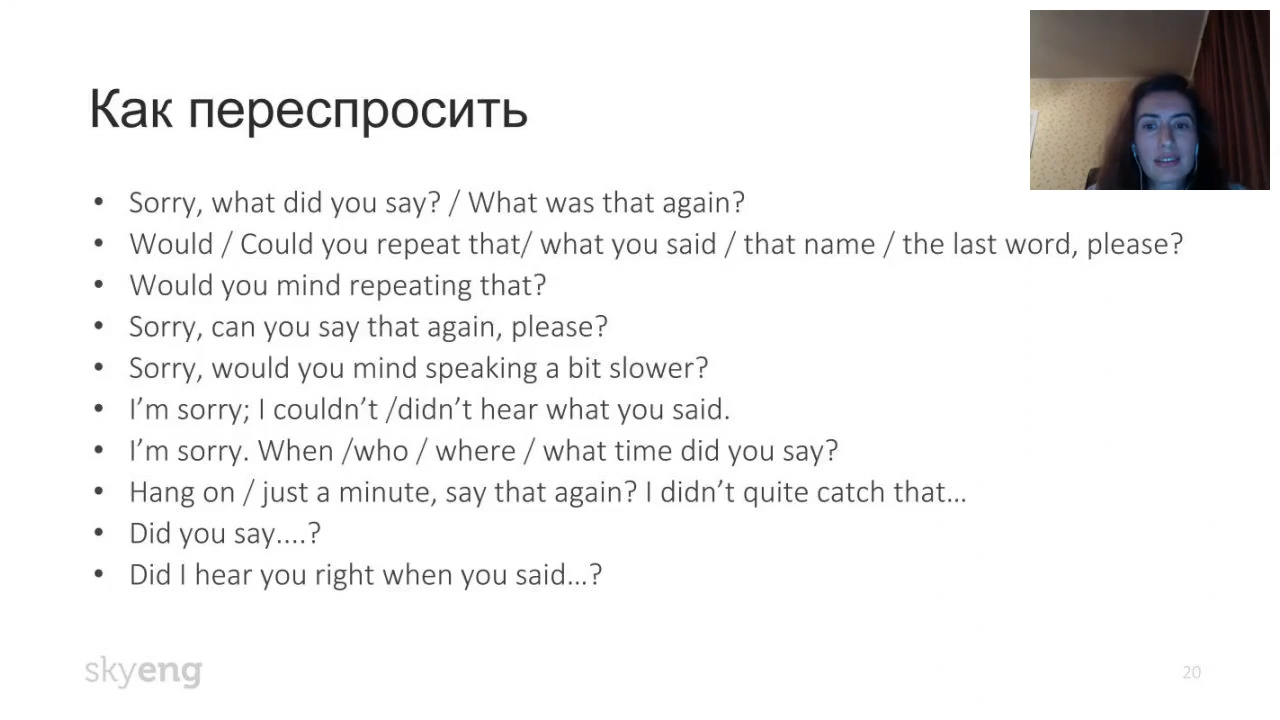 Как переспросить
• Sorry, what did you say? / What was that again?
• Would / Could you repeat that/ what you said / that name / the last word, please?
• Would you mind repeating that?
• Sorry, can you say that again, please?
• Sorry, would you mind speaking a bit slower?
• I’m sorry; I couldn’t /didn’t hear what you said.
• I’m sorry. When /who / where / what time did you say?
• Hang on / just a minute, say that again? I didn’t quite catch that…
• Did you say....?
• Did I hear you right when you said…?
skyeng
20